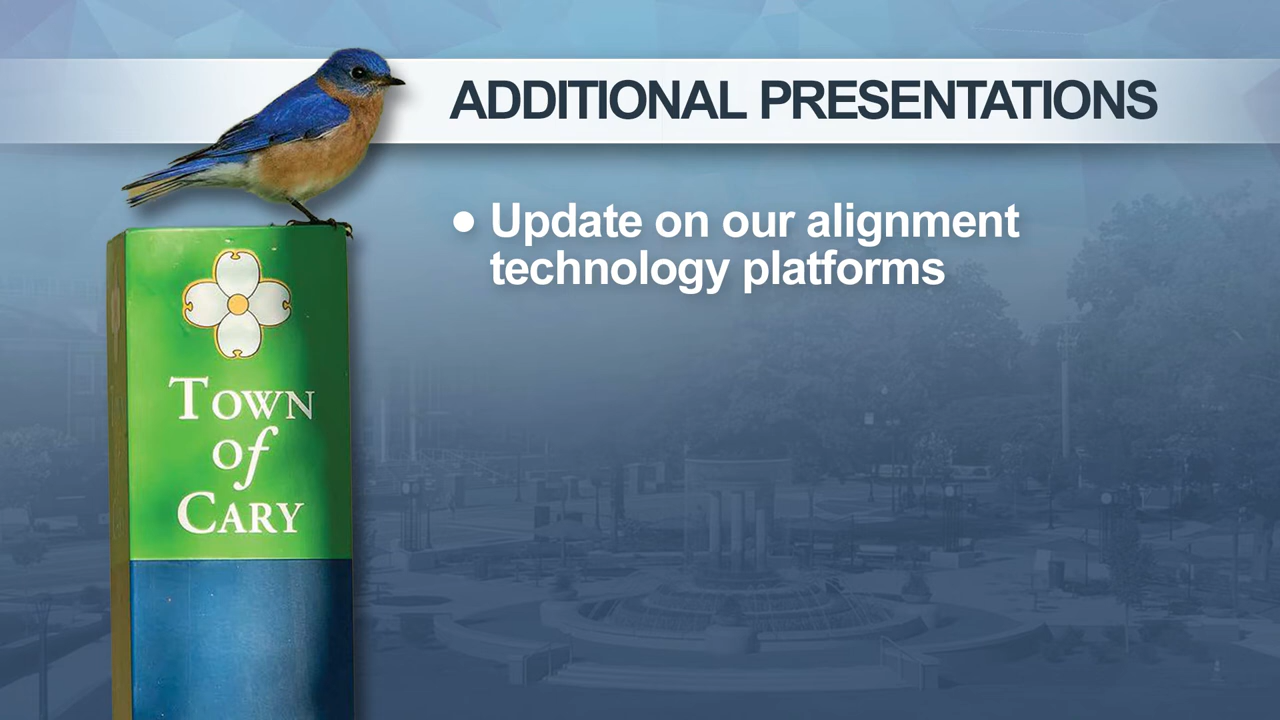 ADDITIONAL PRESENTATIONS
• Update on our alignment
technology platforms
TOWN
of
CARY